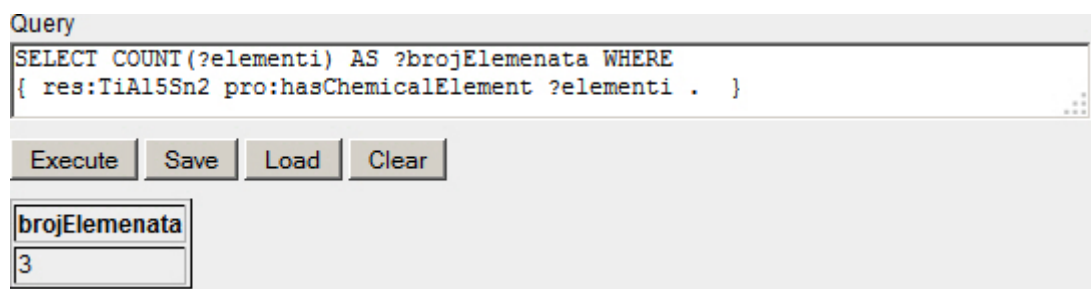 Query
SELECT COUNT(?elementi) AS ?brojElemenata WHERE
{ res:TiAl5Sn2 pro:hasChemicalElement ?elementi .  }
Execute Save Load Clear
brojElemenata
3